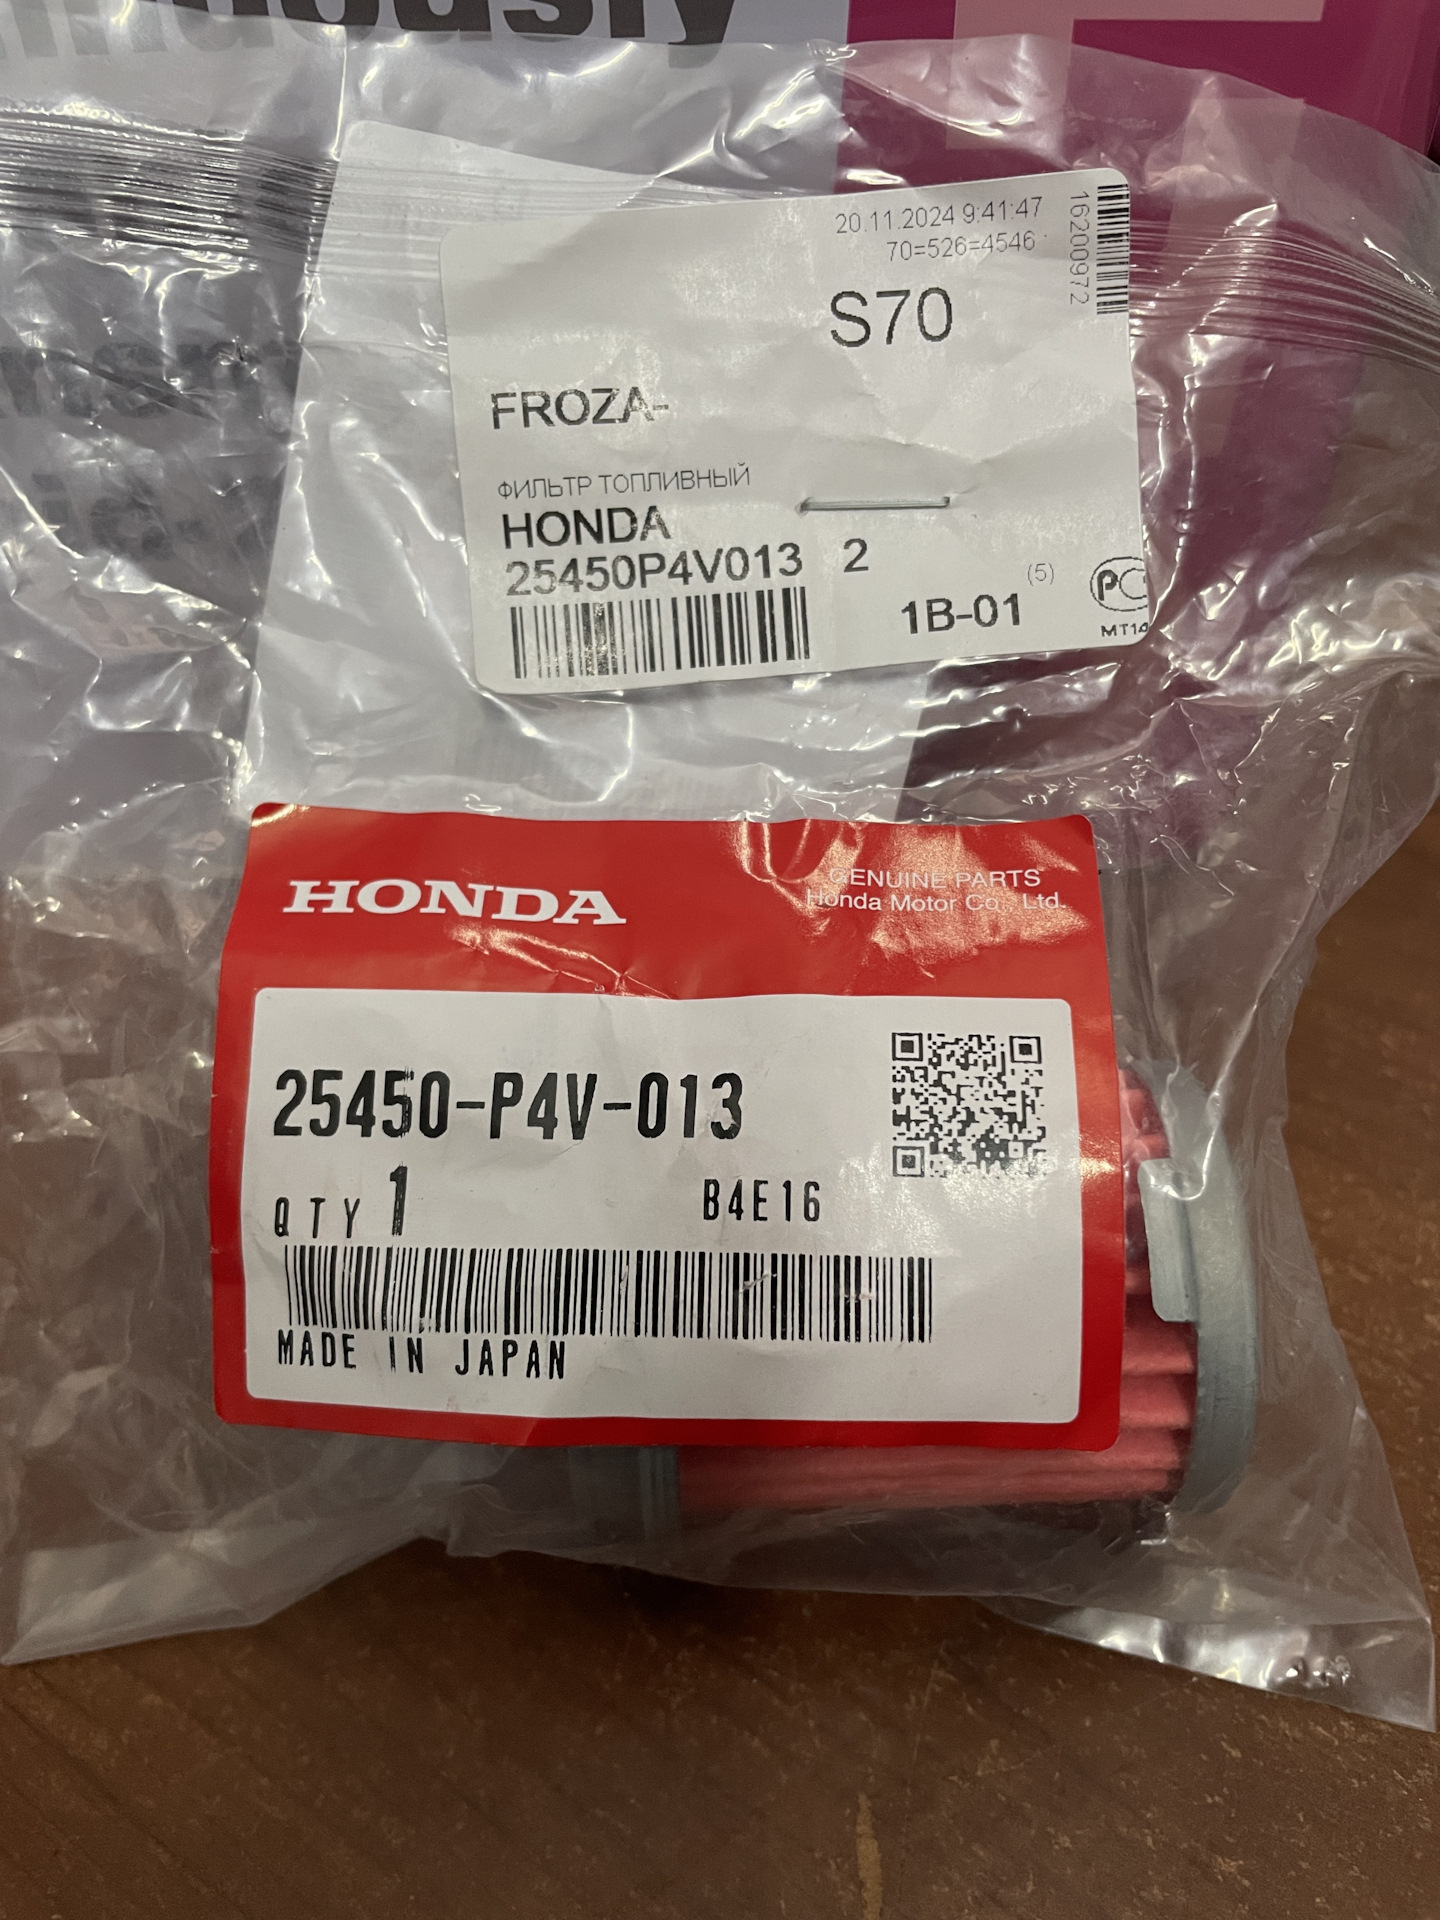 20.11.2024 9:41:47
70=526=4546
16200972
S70
FROZA-
ФИЛЬТР ТОПЛИВНЫЙ
HONDA
25450P4V013 2
(5)
1B-01
MT14
HONDA
GENUINE PARTS
Honda Motor Co., Ltd.
25450-P4V-013
QTY 1
B4E16
MADE IN JAPAN